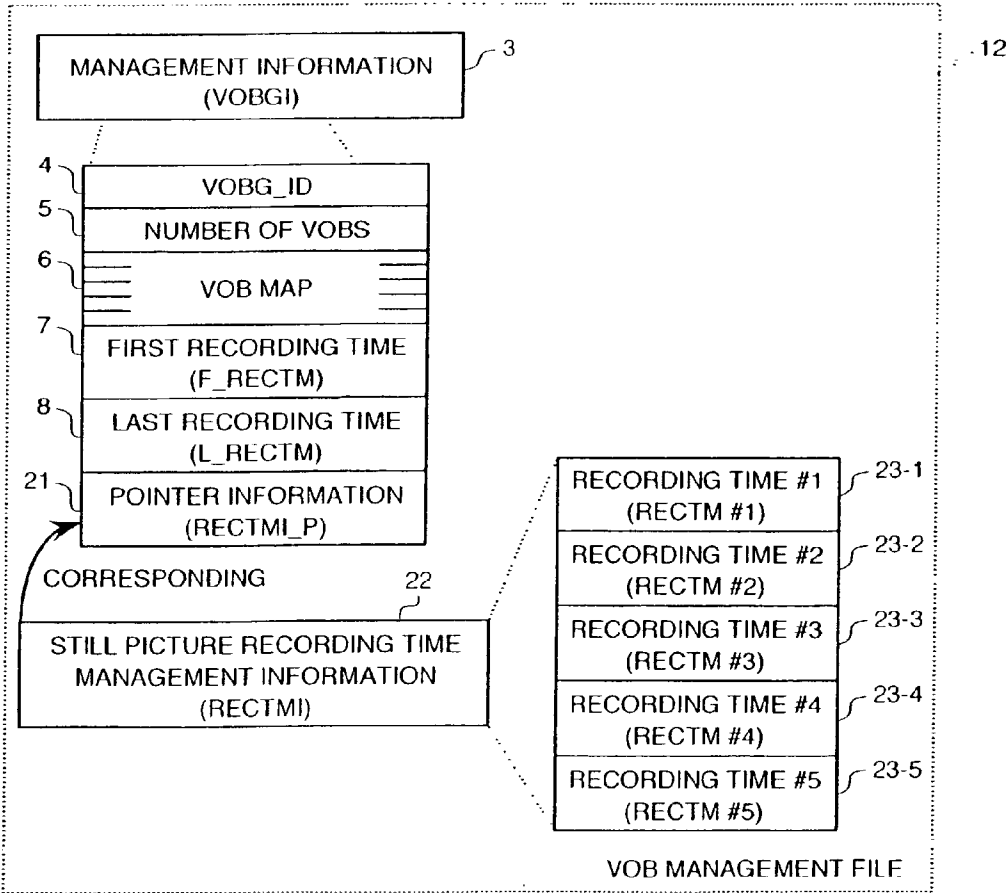 3
12
MANAGEMENT INFORMATION
(VOBGI)
4
VOBG_ID
5
NUMBER OF VOBS
6
VOB MAP
7
FIRST RECORDING TIME
(F_RECTM)
8
LAST RECORDING TIME
(L_RECTM)
21
POINTER INFORMATION
(RECTMI_P)
CORRESPONDING
22
STILL PICTURE RECORDING TIME
MANAGEMENT INFORMATION
(RECTMI)
RECORDING TIME #1
(RECTM #1)
23-1
RECORDING TIME #2
(RECTM #2)
23-2
RECORDING TIME #3
(RECTM #3)
23-3
RECORDING TIME #4
(RECTM #4)
23-4
RECORDING TIME #5
(RECTM #5)
23-5
VOB MANAGEMENT FILE